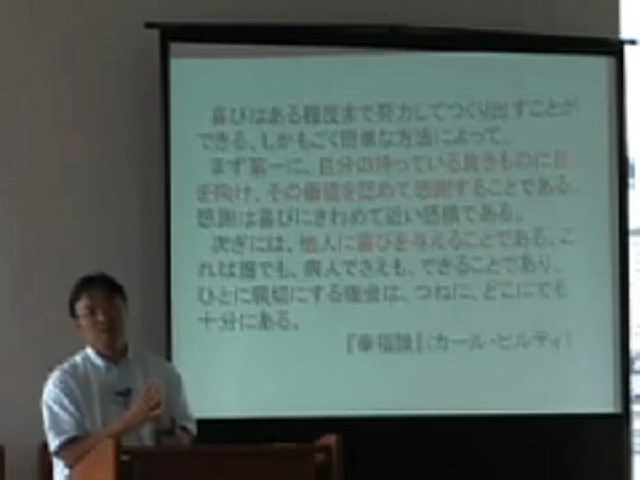 喜びはある程度まで努力してつくり出すことが
できる。しかもごく簡単な方法によって。
まず第一に、自分の持っている良きものに目
を向け、その価値を認めて感謝することである。
感謝は喜びにきわめて近い感情である。
次ぎには、他人に喜びを与えることである。こ
れは誰でも、病人でさえも、できることであり、
ひとに親切にする機会は、つねに、どこにでも
十分にある。
『幸福論』(カール・ヒルティ)